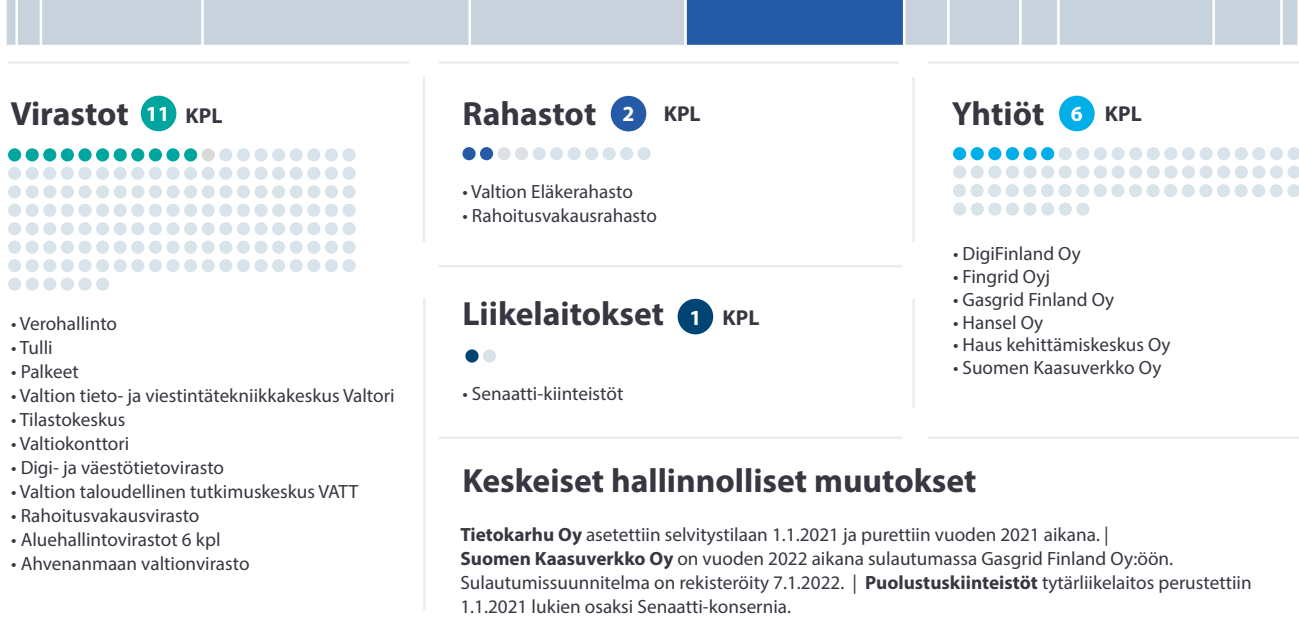 Virastot 11 KPL
• Verohallinto
• Tulli
• Palkeet
• Valtion tieto- ja viestintätekniikkakeskus Valtori
• Tilastokeskus
• Valtiokonttori
• Digi- ja väestötietovirasto
• Valtion taloudellinen tutkimuskeskus VATT
• Rahoitusvakausvirasto
• Aluehallintovirastot 6 kpl
• Ahvenanmaan valtionvirasto
Rahastot 2 KPL
• Valtion Eläkerahasto
• Rahoitusvakausrahasto
Liikelaitokset 1 KPL
• Senaatti-kiinteistöt
Yhtiöt 6 KPL
• DigiFinland Oy
• Fingrid Oyj
• Gasgrid Finland Oy
• Hansel Oy
• Haus kehittämiskeskus Oy
• Suomen Kaasuverkko Oy
Keskeiset hallinnolliset muutokset
Tietokarhu Oy asetettiin selvitystilaan 1.1.2021 ja purettiin vuoden 2021 aikana. |
Suomen Kaasuverkko Oy on vuoden 2022 aikana sulautumassa Gasgrid Finland Oy:öön.
Sulautumissuunnitelma on rekisteröity 7.1.2022. | Puolustuskiinteistöt tytärliikelaitos perustettiin
1.1.2021 lukien osaksi Senaatti-konsernia.